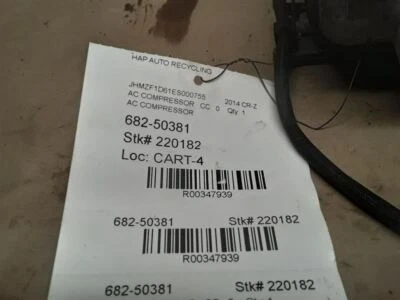 HAP AUTO RECYCLING
JHMZF1D61ES000755 2014 CR-Z
AC COMPRESSOR CC 0 Qty 1
AC COMPRESSOR
682-50381
Stk# 220182
Loc: CART-4
R00347939
682-50381 Stk# 220182
R00347939
682-50381 Stk# 220182